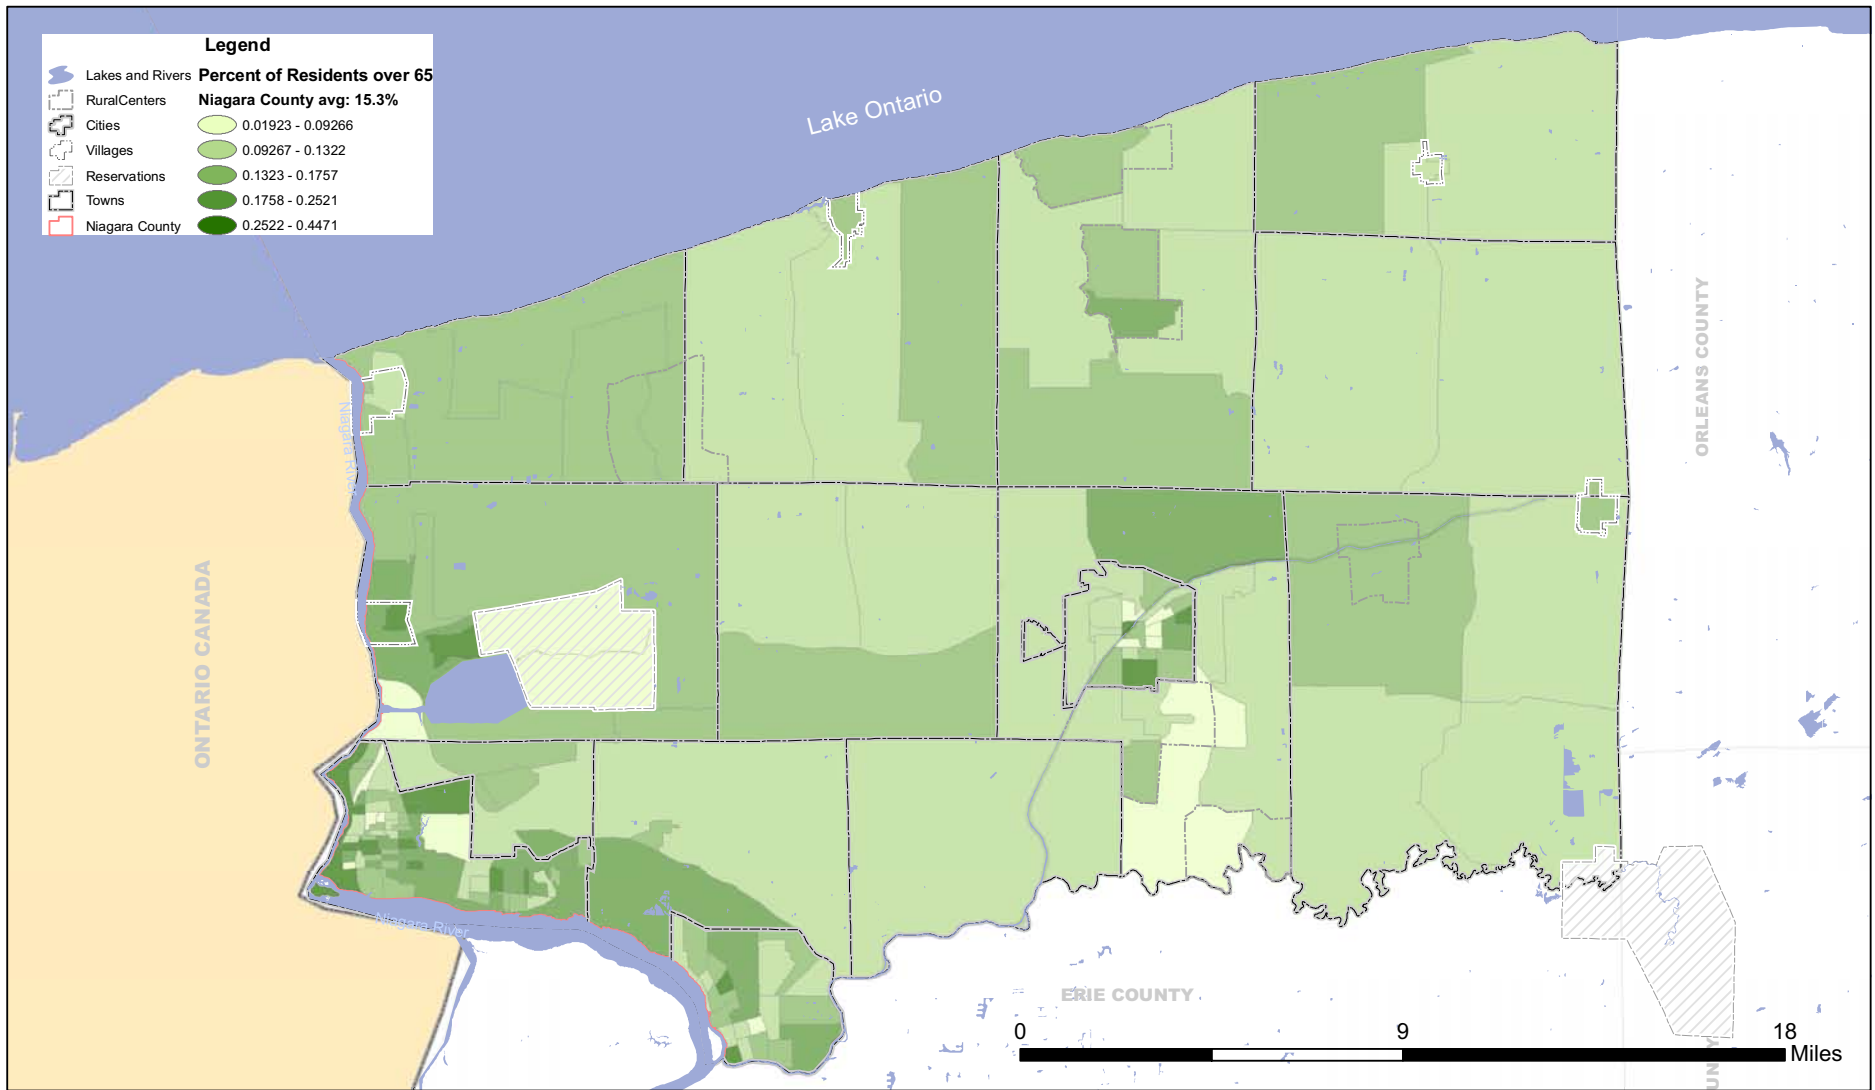 Legend
Lakes and Rivers
RuralCenters
Cities
Villages
Reservations
Towns
Niagara County
Percent of Residents over 65
Niagara County avg: 15.3%
0.01923 - 0.09266
0.09267 - 0.1322
0.1323 - 0.1757
0.1758 - 0.2521
0.2522 - 0.4471
Lake Ontario
ORLEANS COUNTY
Niagara River
ONTARIO CANADA
Niagara River
ERIE COUNTY
0 9 18
Miles